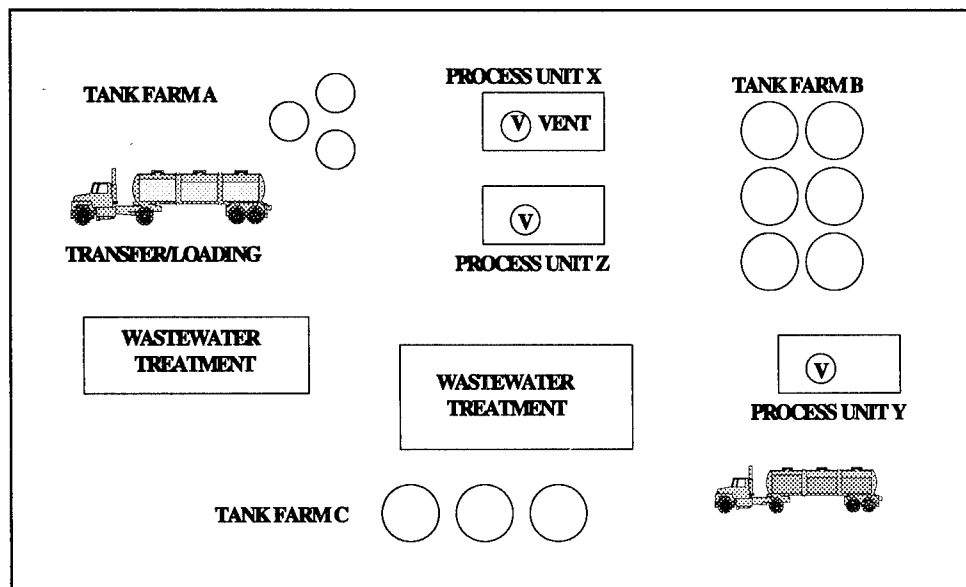 PROCESS UNIT X
TANK FARM A
TANK FARM B
V VENT
V
TRANSFER/LOADING
PROCESS UNIT Z
WASTEWATER
TREATMENT
WASTEWATER
TREATMENT
V
PROCESS UNIT Y
TANK FARM C